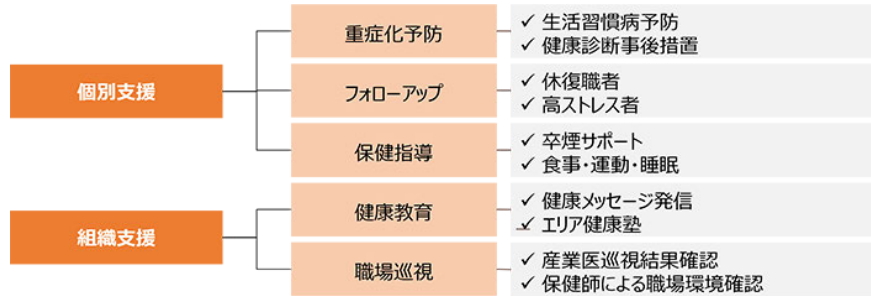 個別支援
重症化予防
✓ 生活習慣病予防
✓ 健康診断事後措置
フォローアップ
✓ 休復職者
✓ 高ストレス者
保健指導
✓ 卒煙サポート
✓ 食事・運動・睡眠
組織支援
健康教育
✓ 健康メッセージ発信
✓ エリア健康塾
職場巡視
✓ 産業医巡視結果確認
✓ 保健師による職場環境確認